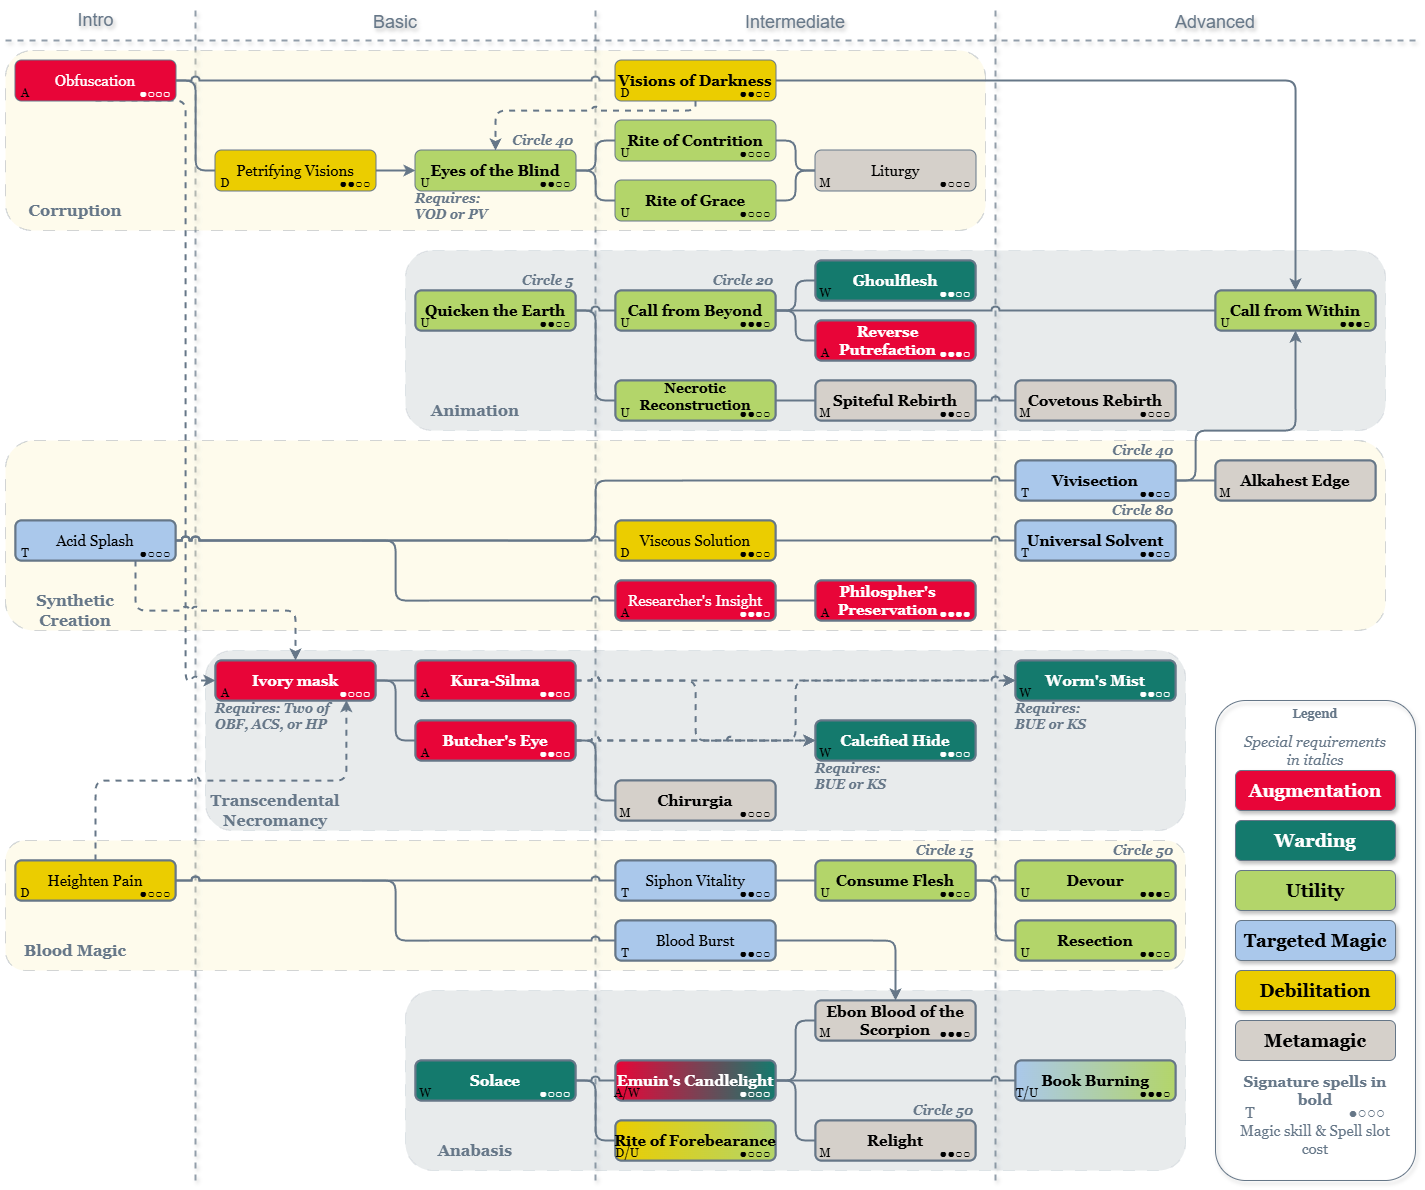 Intro
Basic
Intermediate
Advanced
Obfuscation
A
Visions of Darkness
D
Circle 40
Petrifying Visions
D
Eyes of the Blind
U
Requires:
VOD or PV
Rite of Contrition
U
Rite of Grace
U
Liturgy
M
Corruption
Circle 5
Quicken the Earth
U
Circle 20
Call from Beyond
U
Ghoulflesh
W
Reverse
Putrefaction
A
Call from Within
U
Necrotic
Reconstruction
U
Spiteful Rebirth
M
Covetous Rebirth
M
Animation
Circle 40
Vivisection
T
Alkahest Edge
M
Circle 80
Acid Splash
T
Viscous Solution
D
Universal Solvent
T
Researcher's Insight
A
Philospher's
Preservation
A
Synthetic
Creation
Ivory mask
A
Requires: Two of
OBF, ACS, or HP
Kura-Silma
A
Worm's Mist
W
Requires:
BUE or KS
Butcher's Eye
A
Calcified Hide
W
Requires:
BUE or KS
Chirurgia
M
Transcendental
Necromancy
Circle 15
Circle 50
Heighten Pain
D
Siphon Vitality
T
Consume Flesh
U
Devour
U
Blood Burst
T
Resection
U
Blood Magic
Ebon Blood of the
Scorpion
M
Solace
W
Emuin's Candlelight
A/W
Book Burning
T/U
Circle 50
Rite of Forebearance
D/U
Relight
M
Anabasis
Legend
Special requirements
in italics
Augmentation
Warding
Utility
Targeted Magic
Debilitation
Metamagic
Signature spells in
bold
T
Magic skill & Spell slot
cost